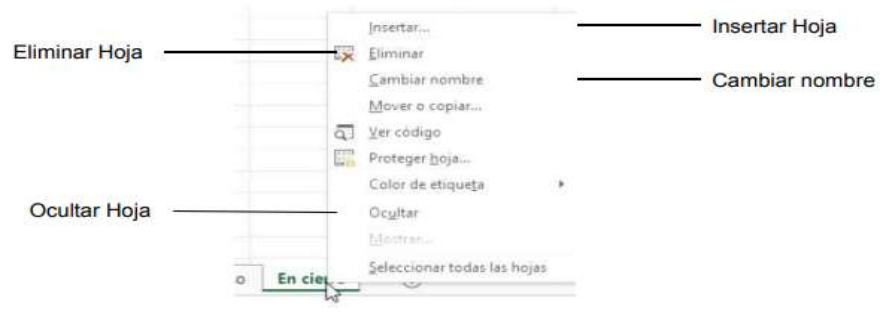 Insertar...
Insertar Hoja
Eliminar Hoja
Eliminar
Cambiar nombre
Cambiar nombre
Mover o copiar...
Ver código
Proteger hoja...
Color de etiqueta
Ocultar Hoja
Ocultar
Mostrar...
Seleccionar todas las hojas
o
En